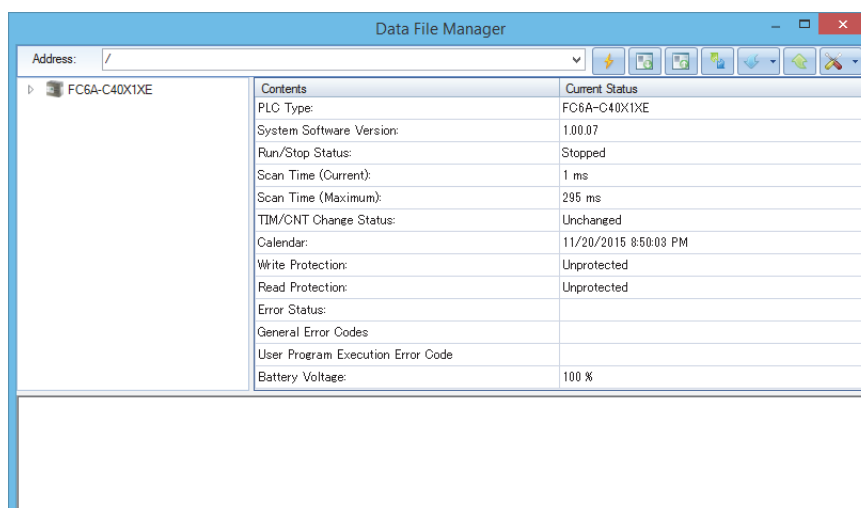 Data File Manager
Address: /
FC6A-C40X1XE
Contents Current Status
PLC Type: FC6A-C40X1XE
System Software Version: 1.00.07
Run/Stop Status: Stopped
Scan Time (Current): 1 ms
Scan Time (Maximum): 295 ms
TIM/CNT Change Status: Unchanged
Calendar: 11/20/2015 8:50:03 PM
Write Protection: Unprotected
Read Protection: Unprotected
Error Status:
General Error Codes
User Program Execution Error Code
Battery Voltage: 100 %